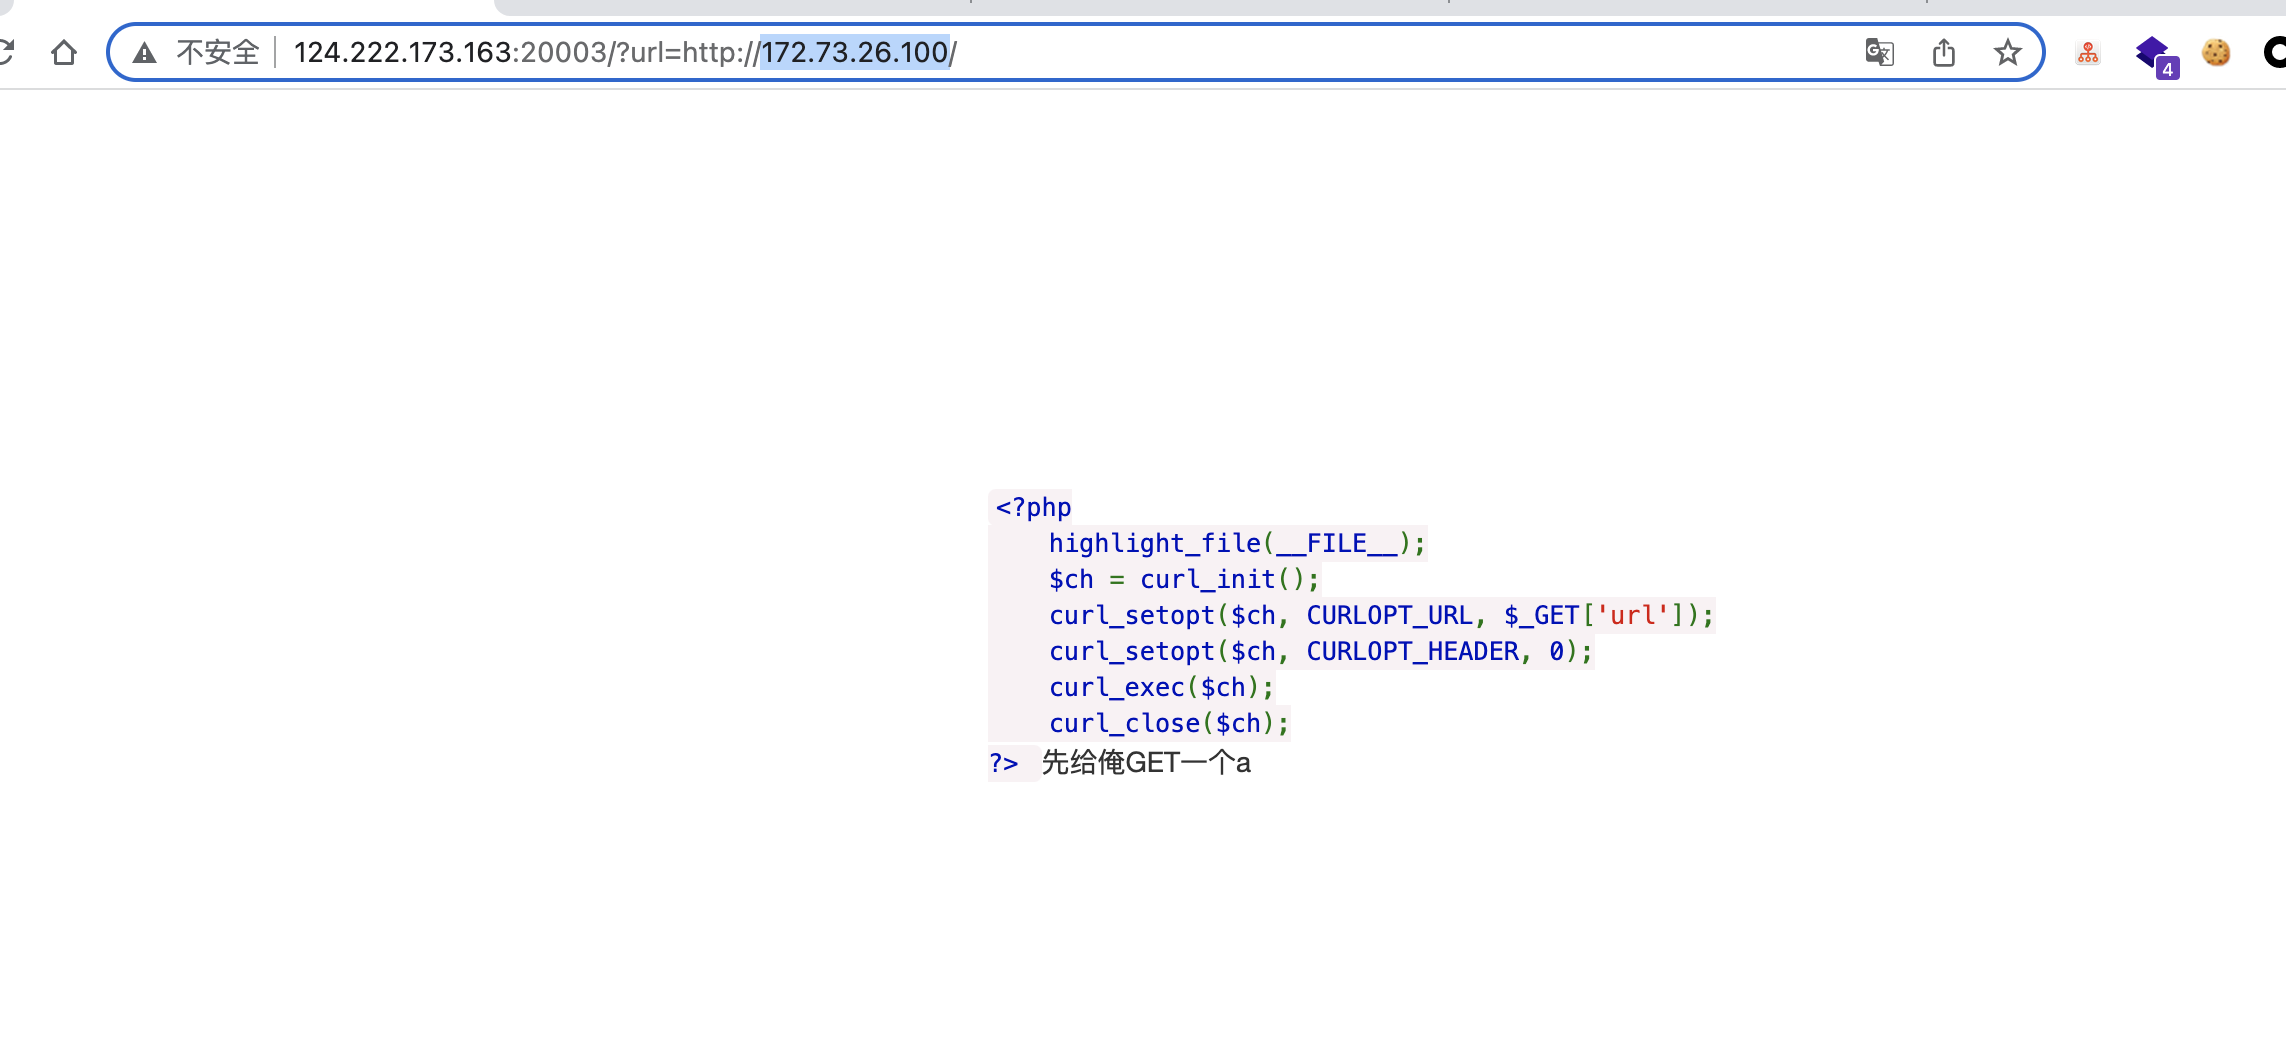 不安全 124.222.173.163:20003/?url=http://172.73.26.100/
4
<?php
highlight_file(__FILE__);
$ch = curl_init();
curl_setopt($ch, CURLOPT_URL, $_GET['url']);
curl_setopt($ch, CURLOPT_HEADER, 0);
curl_exec($ch);
curl_close($ch);
?> 先给俺GET一个a